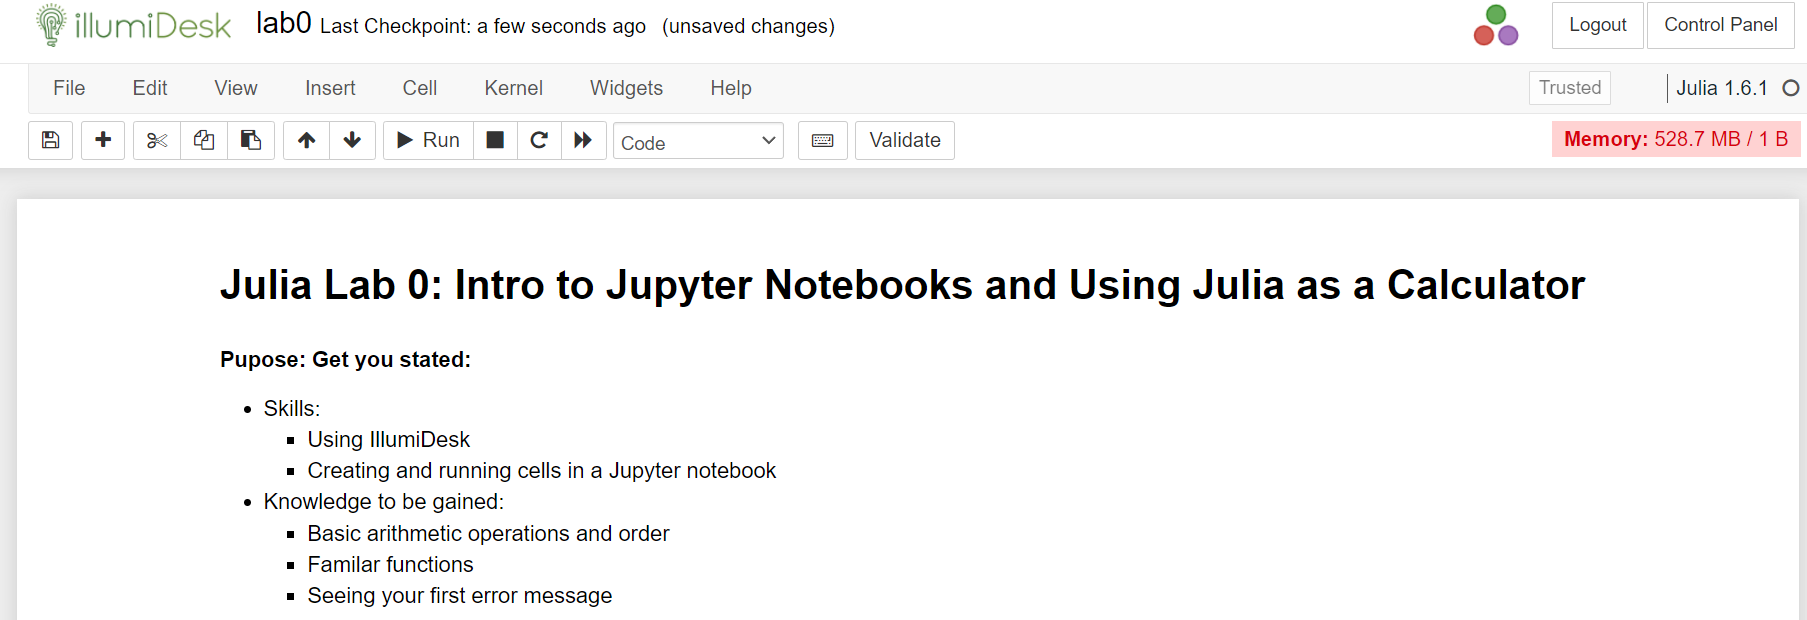 illumiDesk lab0 Last Checkpoint: a few seconds ago (unsaved changes) Logout Control Panel
File Edit View Insert Cell Kernel Widgets Help Trusted Julia 1.6.1
Run Code Validate Memory: 528.7 MB / 1 B
Julia Lab 0: Intro to Jupyter Notebooks and Using Julia as a Calculator
Pupose: Get you stated:
Skills:
Using IllumiDesk
Creating and running cells in a Jupyter notebook
Knowledge to be gained:
Basic arithmetic operations and order
Familar functions
Seeing your first error message